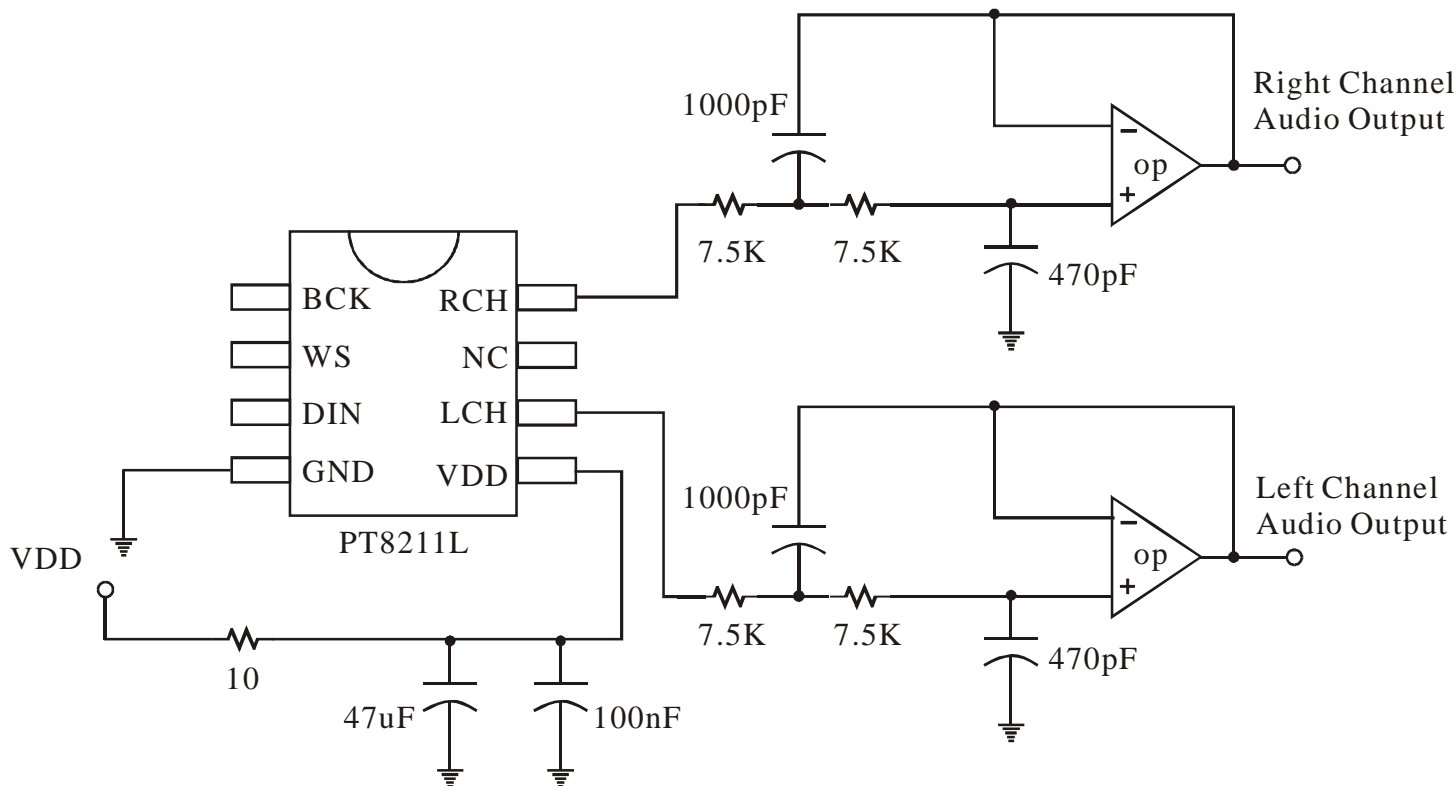 Right Channel
Audio Output
1000pF
−
op
+
7.5K
7.5K
470pF
BCK
RCH
WS
NC
DIN
LCH
GND
VDD
PT8211L
1000pF
Left Channel
Audio Output
−
op
+
7.5K
7.5K
470pF
VDD
10
47uF
100nF